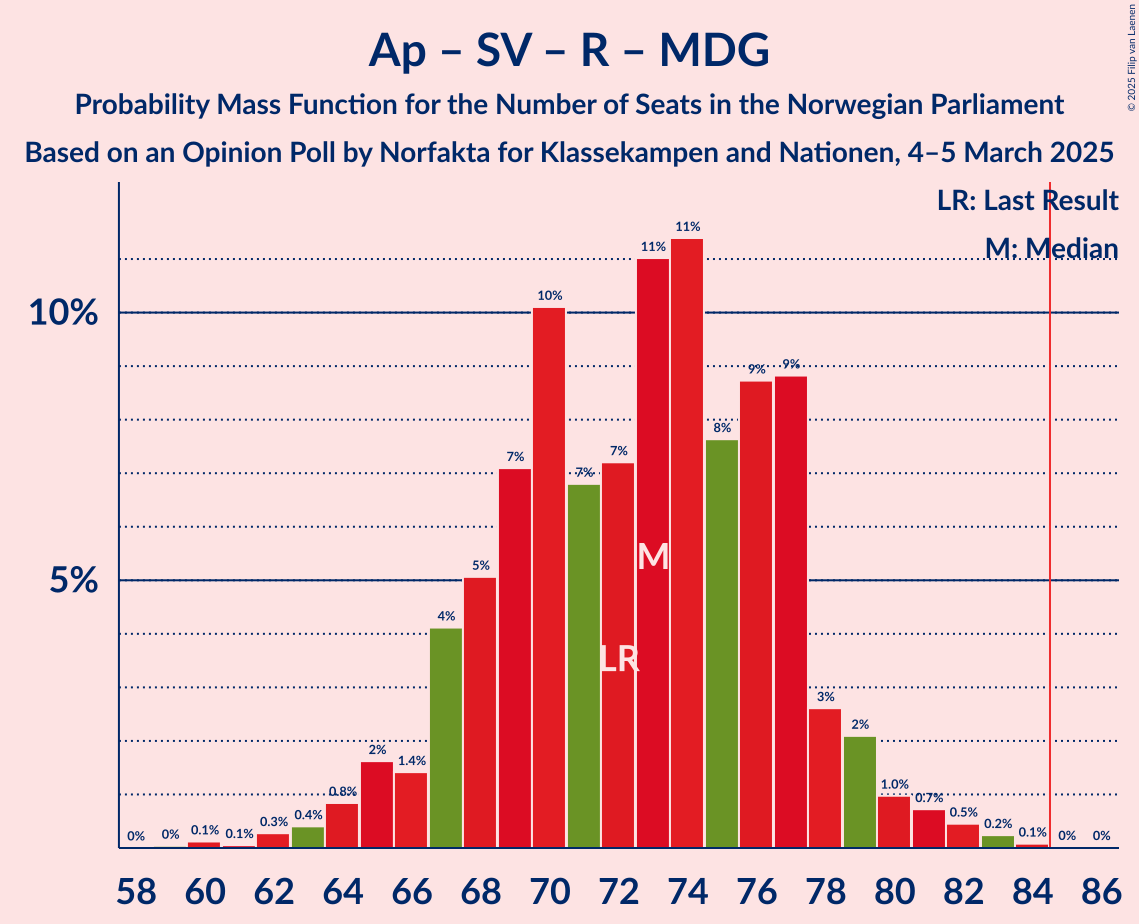 Ap – SV – R – MDG
Probability Mass Function for the Number of Seats in the Norwegian Parliament
Based on an Opinion Poll by Norfakta for Klassekampen and Nationen, 4–5 March 2025
© 2025 Filip van Laenen
LR: Last Result
M: Median
10%
5%
0% 0% 0.1% 0.1% 0.3% 0.4% 0.8% 2% 1.4% 4% 5% 7% 10% 7% 7% 11% 11% 8% 9% 9% 3% 2% 1.0% 0.7% 0.5% 0.2% 0.1% 0% 0%
M
LR
58 60 62 64 66 68 70 72 74 76 78 80 82 84 86